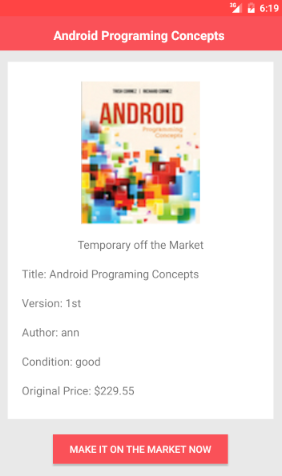 3G 6:19
Android Programing Concepts
TRISH CORNEZ | RICHARD CORNEZ
ANDROID
Programming
Concepts
Temporary off the Market
Title: Android Programing Concepts
Version: 1st
Author: ann
Condition: good
Original Price: $229.55
MAKE IT ON THE MARKET NOW